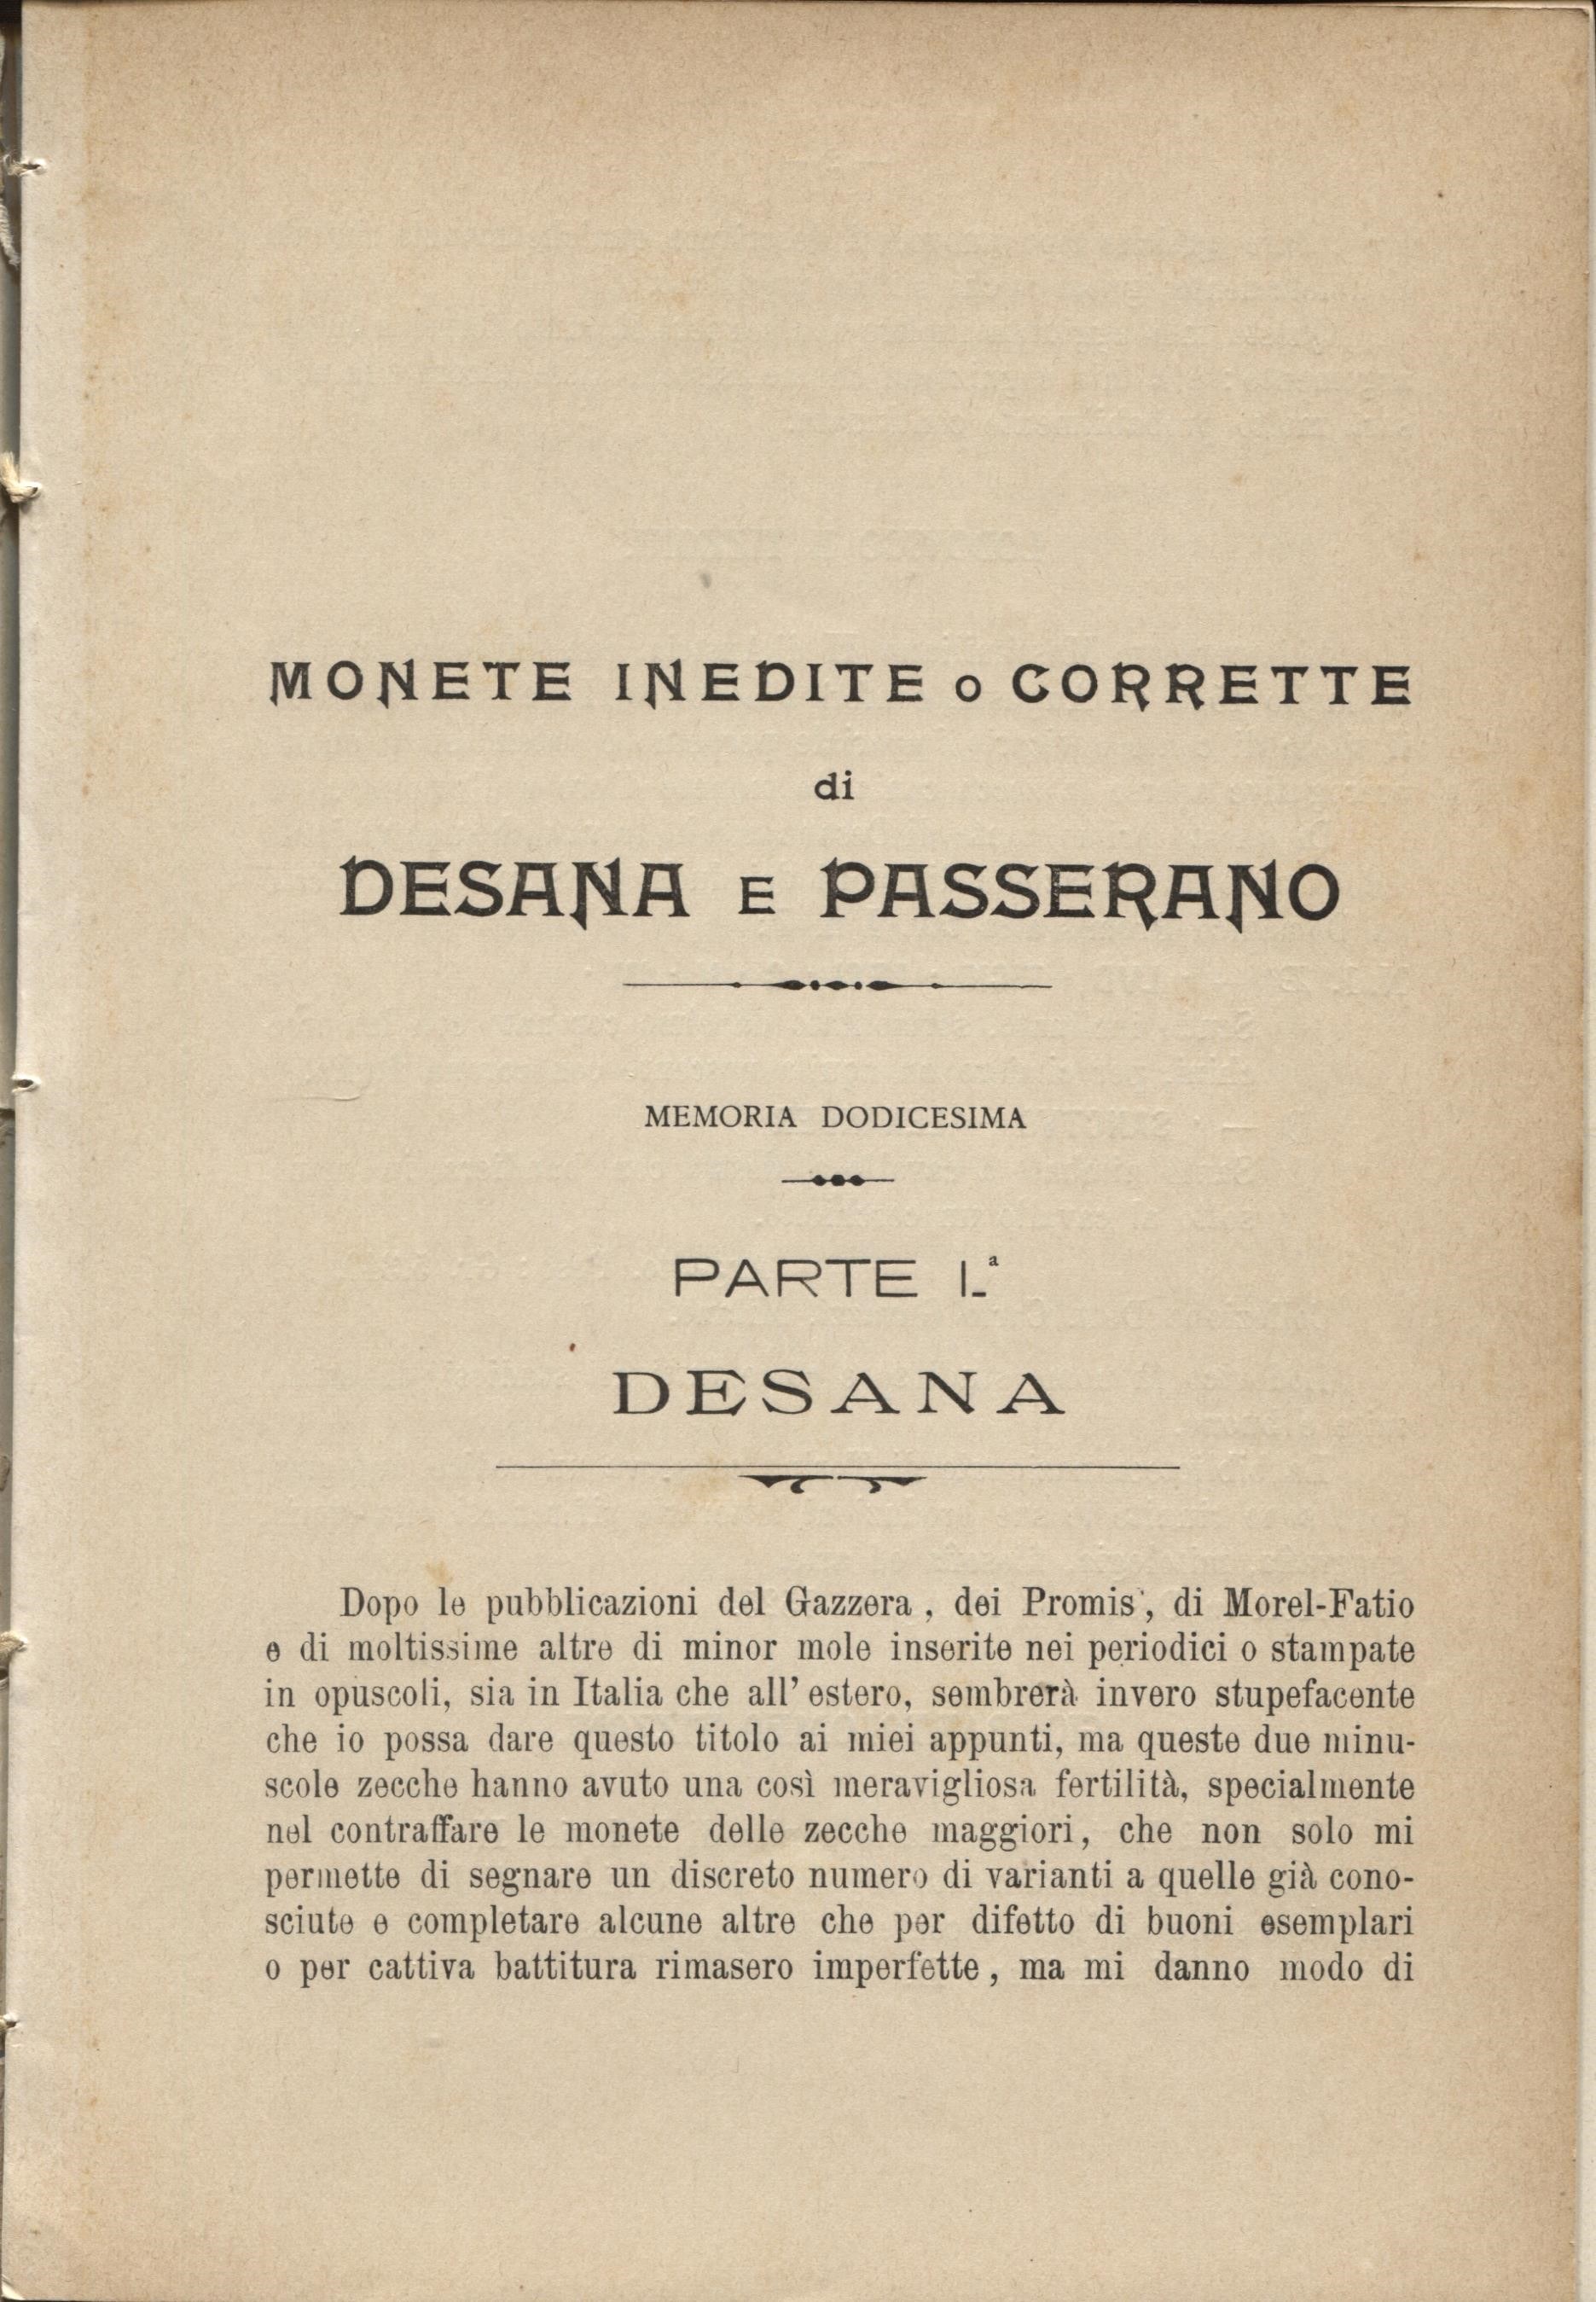 MONETE INEDITE o CORRETTE
di
DESANA E PASSERANO
MEMORIA DODICESIMA
PARTE I.ª
DESANA
Dopo le pubblicazioni del Gazzera, dei Promis, di Morel-Fatio
e di moltissime altre di minor mole inserite nei periodici o stampate
in opuscoli, sia in Italia che all' estero, sembrerà invero stupefacente
che io possa dare questo titolo ai miei appunti, ma queste due minu-
scole zecche hanno avuto una così meravigliosa fertilità, specialmente
nel contraffare le monete delle zecche maggiori, che non solo mi
permette di segnare un discreto numero di varianti a quelle già cono-
sciute e completare alcune altre che per difetto di buoni esemplari
o per cattiva battitura rimasero imperfette, ma mi danno modo di